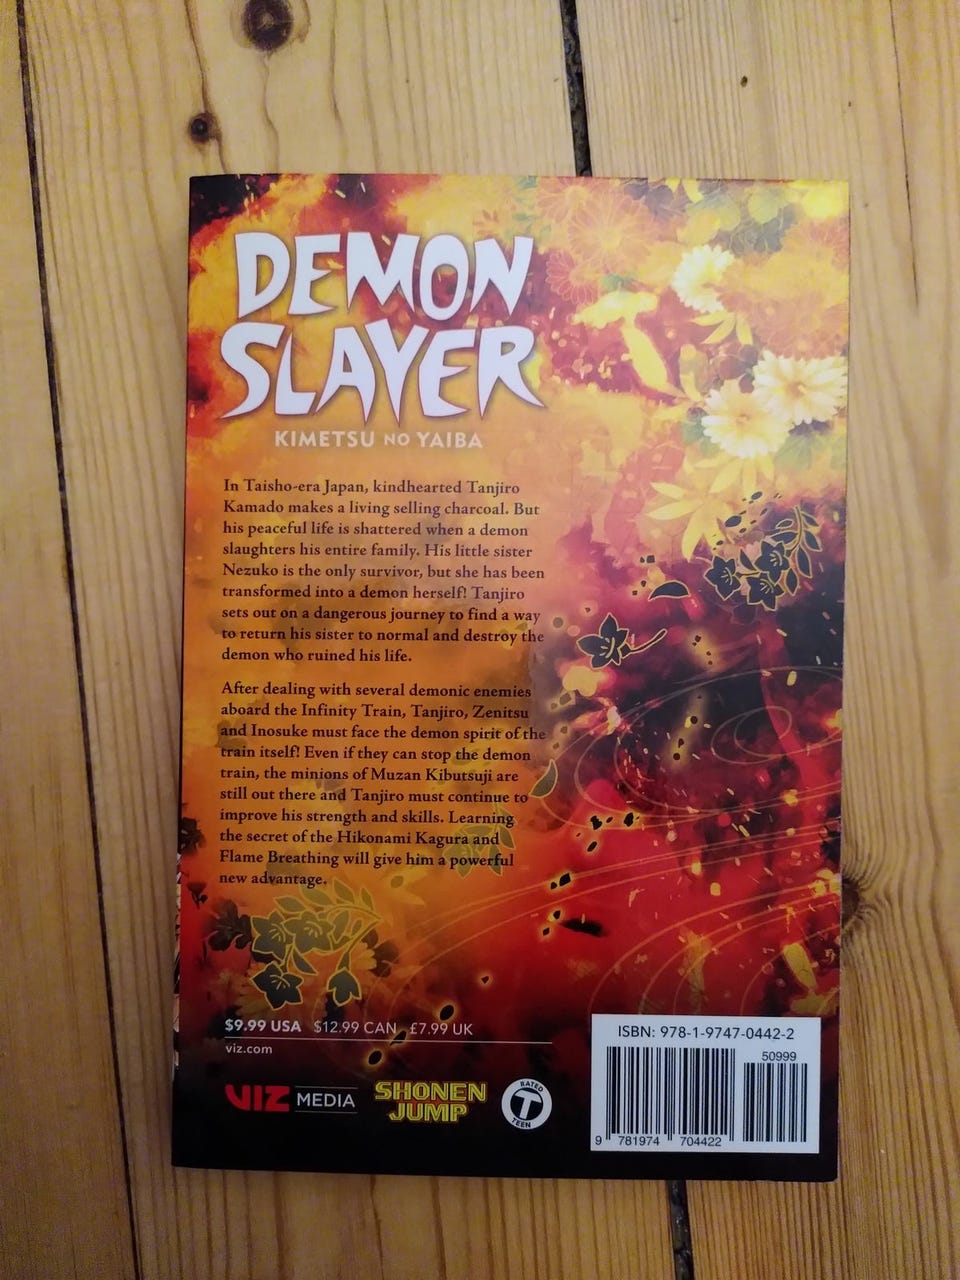 DEMON
SLAYER
KIMETSU NO YAIBA
In Taisho-era Japan, kindhearted Tanjiro
Kamado makes a living selling charcoal. But
his peaceful life is shattered when a demon
slaughters his entire family. His little sister
Nezuko is the only survivor, but she has been
transformed into a demon herself! Tanjiro
sets out on a dangerous journey to find a way
to return his sister to normal and destroy the
demon who ruined his life.
After dealing with several demonic enemies
aboard the Infinity Train, Tanjiro, Zenitsu
and Inosuke must face the demon spirit of the
train itself! Even if they can stop the demon
train, the minions of Muzan Kibutsuji are
still out there and Tanjiro must continue to
improve his strength and skills. Learning
the secret of the Hikonami Kagura and
Flame Breathing will give him a powerful
new advantage.
$9.99 USA $12.99 CAN £7.99 UK
viz.com
VIZ MEDIA
SHONEN
JUMP
RATED
T
TEEN
ISBN: 978-1-9747-0442-2
50999
9 781974 704422